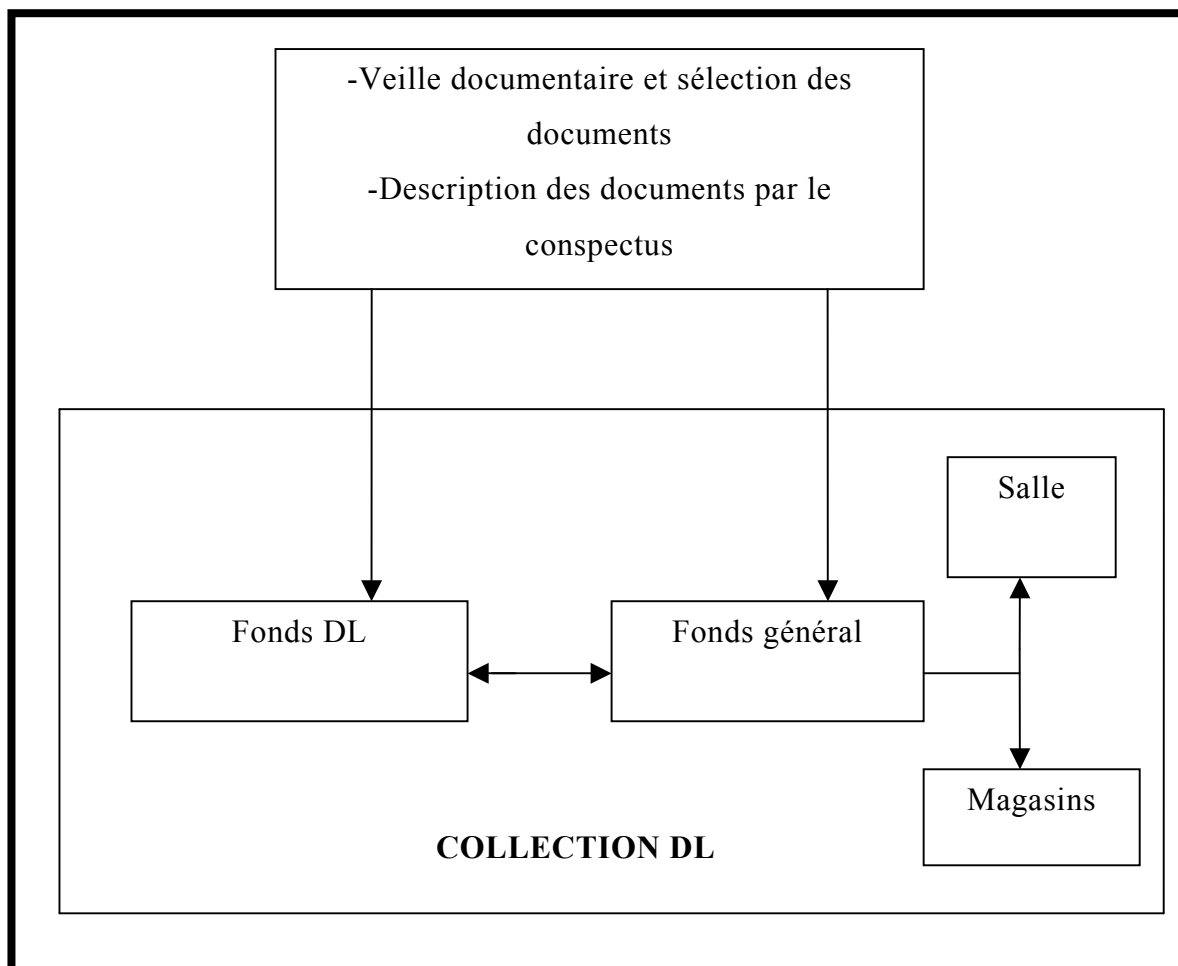 -Veille documentaire et sélection des
documents
-Description des documents par le
conspectus
Salle
Fonds DL
Fonds général
Magasins
COLLECTION DL